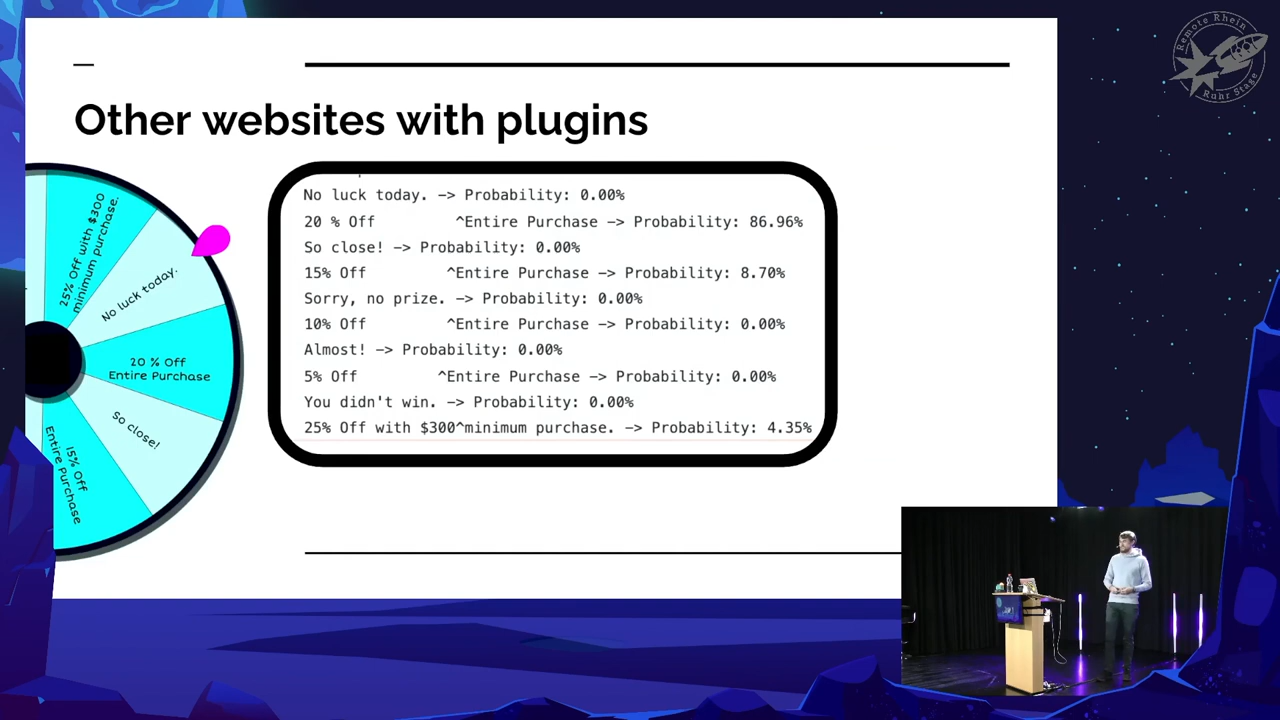 Remote Rhein
Ruhr Stage
Other websites with plugins
25% Off with $300
minimum purchase.
No luck today.
20 % Off
Entire Purchase
So close!
15% Off
Entire Purchase
No luck today. -> Probability: 0.00%
20 % Off ^Entire Purchase -> Probability: 86.96%
So close! -> Probability: 0.00%
15% Off ^Entire Purchase -> Probability: 8.70%
Sorry, no prize. -> Probability: 0.00%
10% Off ^Entire Purchase -> Probability: 0.00%
Almost! -> Probability: 0.00%
5% Off ^Entire Purchase -> Probability: 0.00%
You didn't win. -> Probability: 0.00%
25% Off with $300^minimum purchase. -> Probability: 4.35%